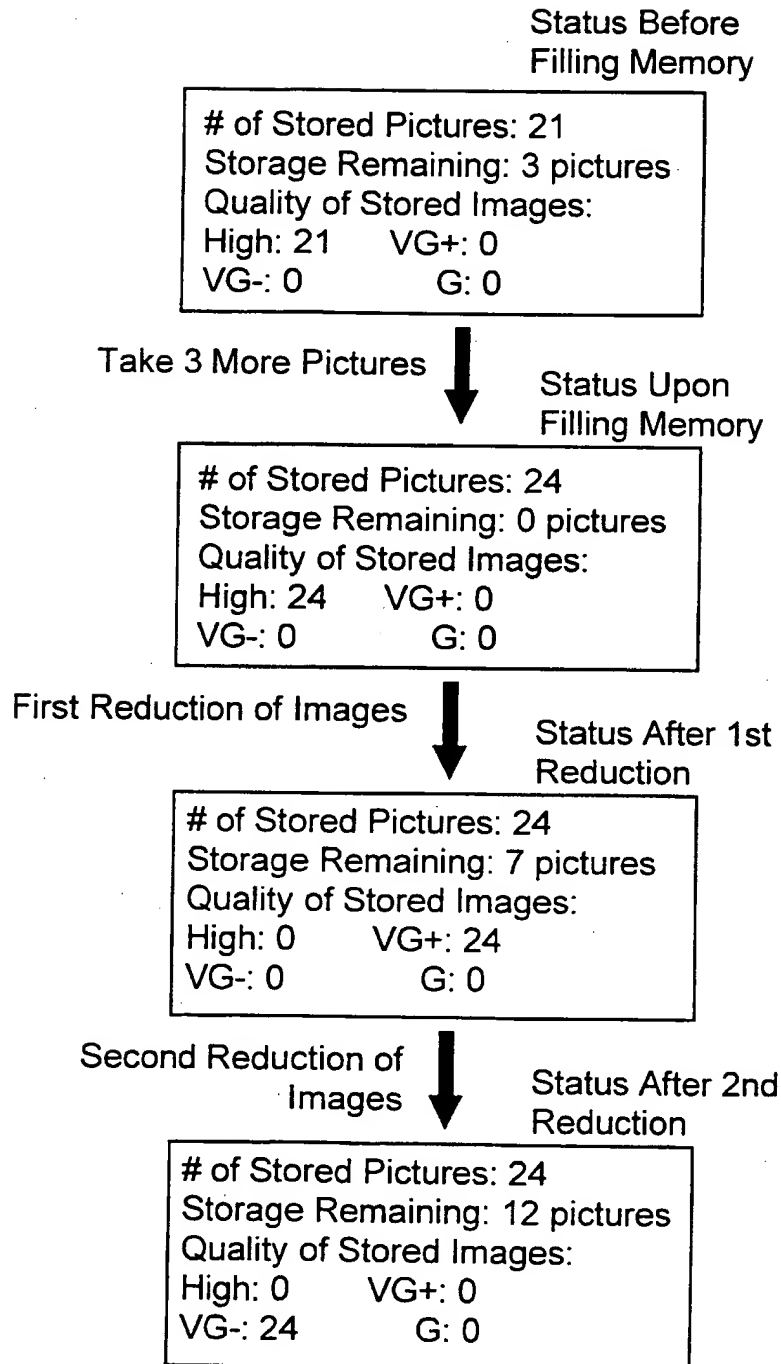 Status Before
Filling Memory
# of Stored Pictures: 21
Storage Remaining: 3 pictures
Quality of Stored Images:
High: 21 VG+: 0
VG-: 0 G: 0
Take 3 More Pictures
Status Upon
Filling Memory
# of Stored Pictures: 24
Storage Remaining: 0 pictures
Quality of Stored Images:
High: 24 VG+: 0
VG-: 0 G: 0
First Reduction of Images
Status After 1st
Reduction
# of Stored Pictures: 24
Storage Remaining: 7 pictures
Quality of Stored Images:
High: 0 VG+: 24
VG-: 0 G: 0
Second Reduction of
Images
Status After 2nd
Reduction
# of Stored Pictures: 24
Storage Remaining: 12 pictures
Quality of Stored Images:
High: 0 VG+: 0
VG-: 24 G: 0